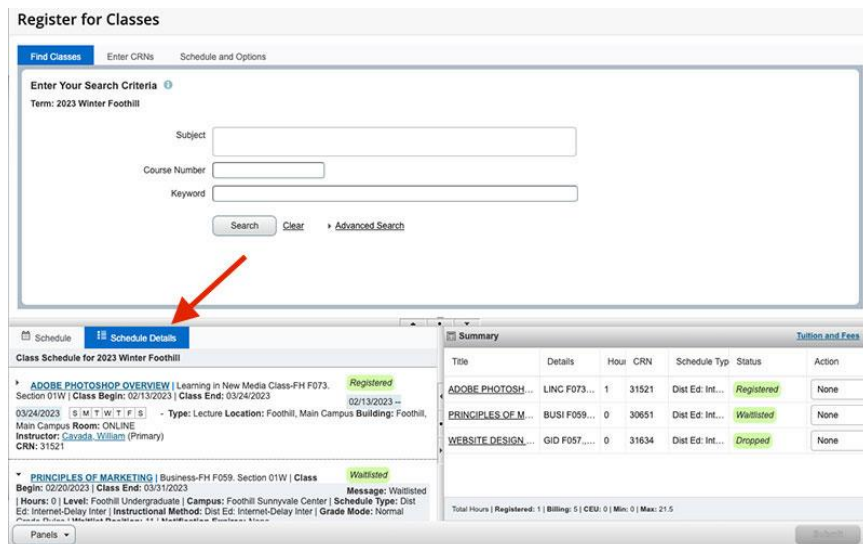 Register for Classes
Find Classes Enter CRNs Schedule and Options
Enter Your Search Criteria
Term: 2023 Winter Foothill
Subject
Course Number
Keyword
Search Clear Advanced Search
Schedule Schedule Details
Class Schedule for 2023 Winter Foothill
ADOBE PHOTOSHOP OVERVIEW | Learning in New Media Class-FH F073. Registered
Section 01W | Class Begin: 02/13/2023 | Class End: 03/24/2023
02/13/2023 --
03/24/2023 S M T W T F S - Type: Lecture Location: Foothill, Main Campus Building: Foothill,
Main Campus Room: ONLINE
Instructor: Cavada, William (Primary)
CRN: 31521
PRINCIPLES OF MARKETING | Business-FH F059. Section 01W | Class Waitlisted
Begin: 02/20/2023 | Class End: 03/31/2023
Message: Waitlisted
| Hours: 0 | Level: Foothill Undergraduate | Campus: Foothill Sunnyvale Center | Schedule Type: Dist
Ed: Internet-Delay Inter | Instructional Method: Dist Ed: Internet-Delay Inter | Grade Mode: Normal
Summary Tuition and Fees
Title Details Hour CRN Schedule Typ Status Action
ADOBE PHOTOSH... LINC F073... 1 31521 Dist Ed: Int... Registered None
PRINCIPLES OF M... BUSI F059... 0 30651 Dist Ed: Int... Waitlisted None
WEBSITE DESIGN ... GID F057,... 0 31634 Dist Ed: Int... Dropped None
Total Hours | Registered: 1 | Billing: 5 | CEU: 0 | Min: 0 | Max: 21.5
Panels Submit